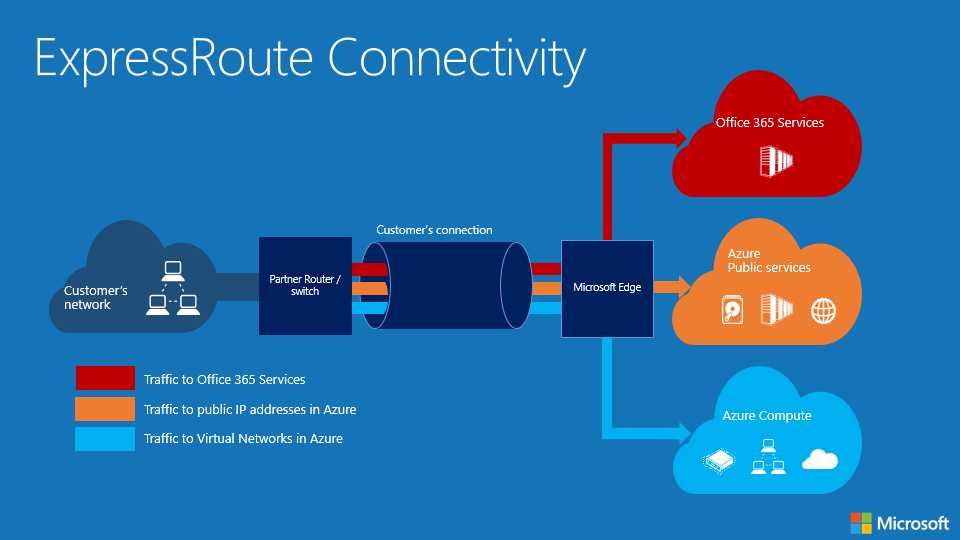 ExpressRoute Connectivity
Office 365 Services
Customer's connection
Azure
Public services
Customer's
network
Partner Router /
switch
Microsoft Edge
Traffic to Office 365 Services
Traffic to public IP addresses in Azure
Traffic to Virtual Networks in Azure
Azure Compute
Microsoft